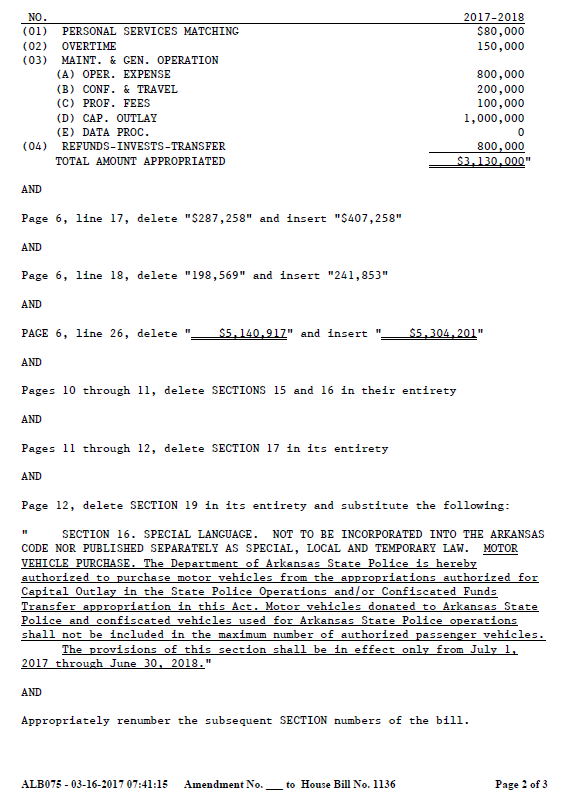 NO. 2017-2018
(01) PERSONAL SERVICES MATCHING $80,000
(02) OVERTIME 150,000
(03) MAINT. & GEN. OPERATION
(A) OPER. EXPENSE 800,000
(B) CONF. & TRAVEL 200,000
(C) PROF. FEES 100,000
(D) CAP. OUTLAY 1,000,000
(E) DATA PROC. 0
(04) REFUNDS-INVESTS-TRANSFER 800,000
TOTAL AMOUNT APPROPRIATED $3,130,000"
AND
Page 6, line 17, delete "$287,258" and insert "$407,258"
AND
Page 6, line 18, delete "198,569" and insert "241,853"
AND
PAGE 6, line 26, delete "     $5,140,917" and insert "     $5,304,201"
AND
Pages 10 through 11, delete SECTIONS 15 and 16 in their entirety
AND
Pages 11 through 12, delete SECTION 17 in its entirety
AND
Page 12, delete SECTION 19 in its entirety and substitute the following:
" SECTION 16. SPECIAL LANGUAGE. NOT TO BE INCORPORATED INTO THE ARKANSAS
CODE NOR PUBLISHED SEPARATELY AS SPECIAL, LOCAL AND TEMPORARY LAW. MOTOR
VEHICLE PURCHASE. The Department of Arkansas State Police is hereby
authorized to purchase motor vehicles from the appropriations authorized for
Capital Outlay in the State Police Operations and/or Confiscated Funds
Transfer appropriation in this Act. Motor vehicles donated to Arkansas State
Police and confiscated vehicles used for Arkansas State Police operations
shall not be included in the maximum number of authorized passenger vehicles.
The provisions of this section shall be in effect only from July 1,
2017 through June 30, 2018."
AND
Appropriately renumber the subsequent SECTION numbers of the bill.
ALB075 - 03-16-2017 07:41:15 Amendment No. ___ to House Bill No. 1136 Page 2 of 3